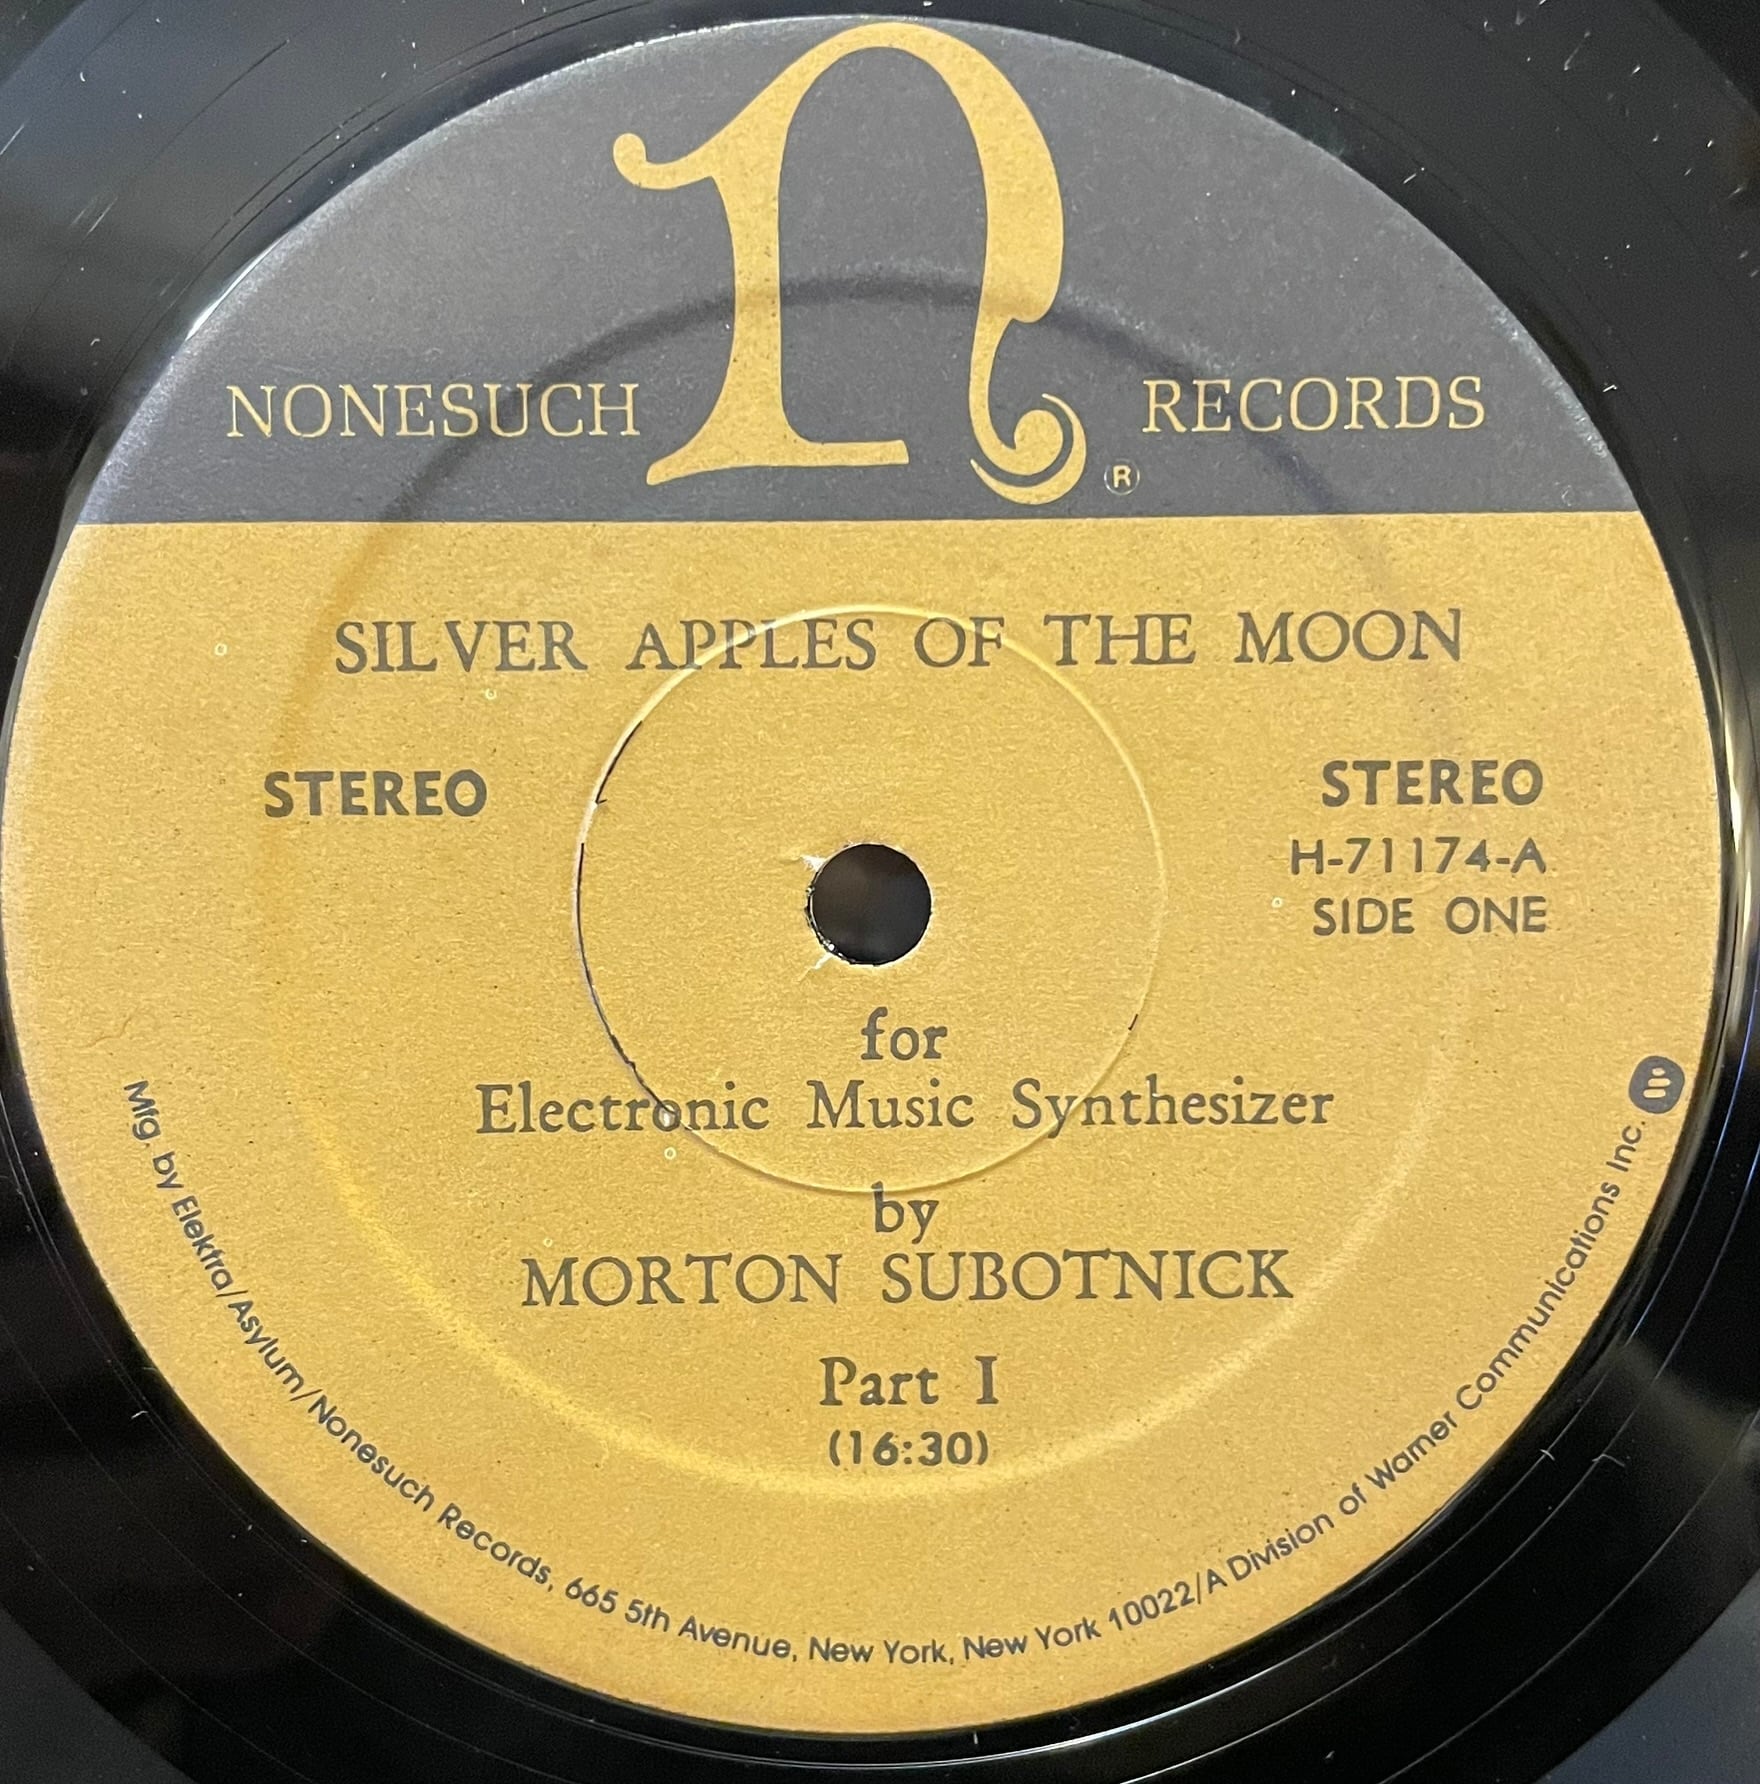 n
NONESUCH RECORDS
®
SILVER APPLES OF THE MOON
STEREO
STEREO
H-71174-A
SIDE ONE
for
Electronic Music Synthesizer
by
MORTON SUBOTNICK
Part I
(16:30)
Mfg. by Elektra/Asylum/Nonesuch Records, 665 5th Avenue, New York, New York 10022/A Division of Warner Communications Inc.